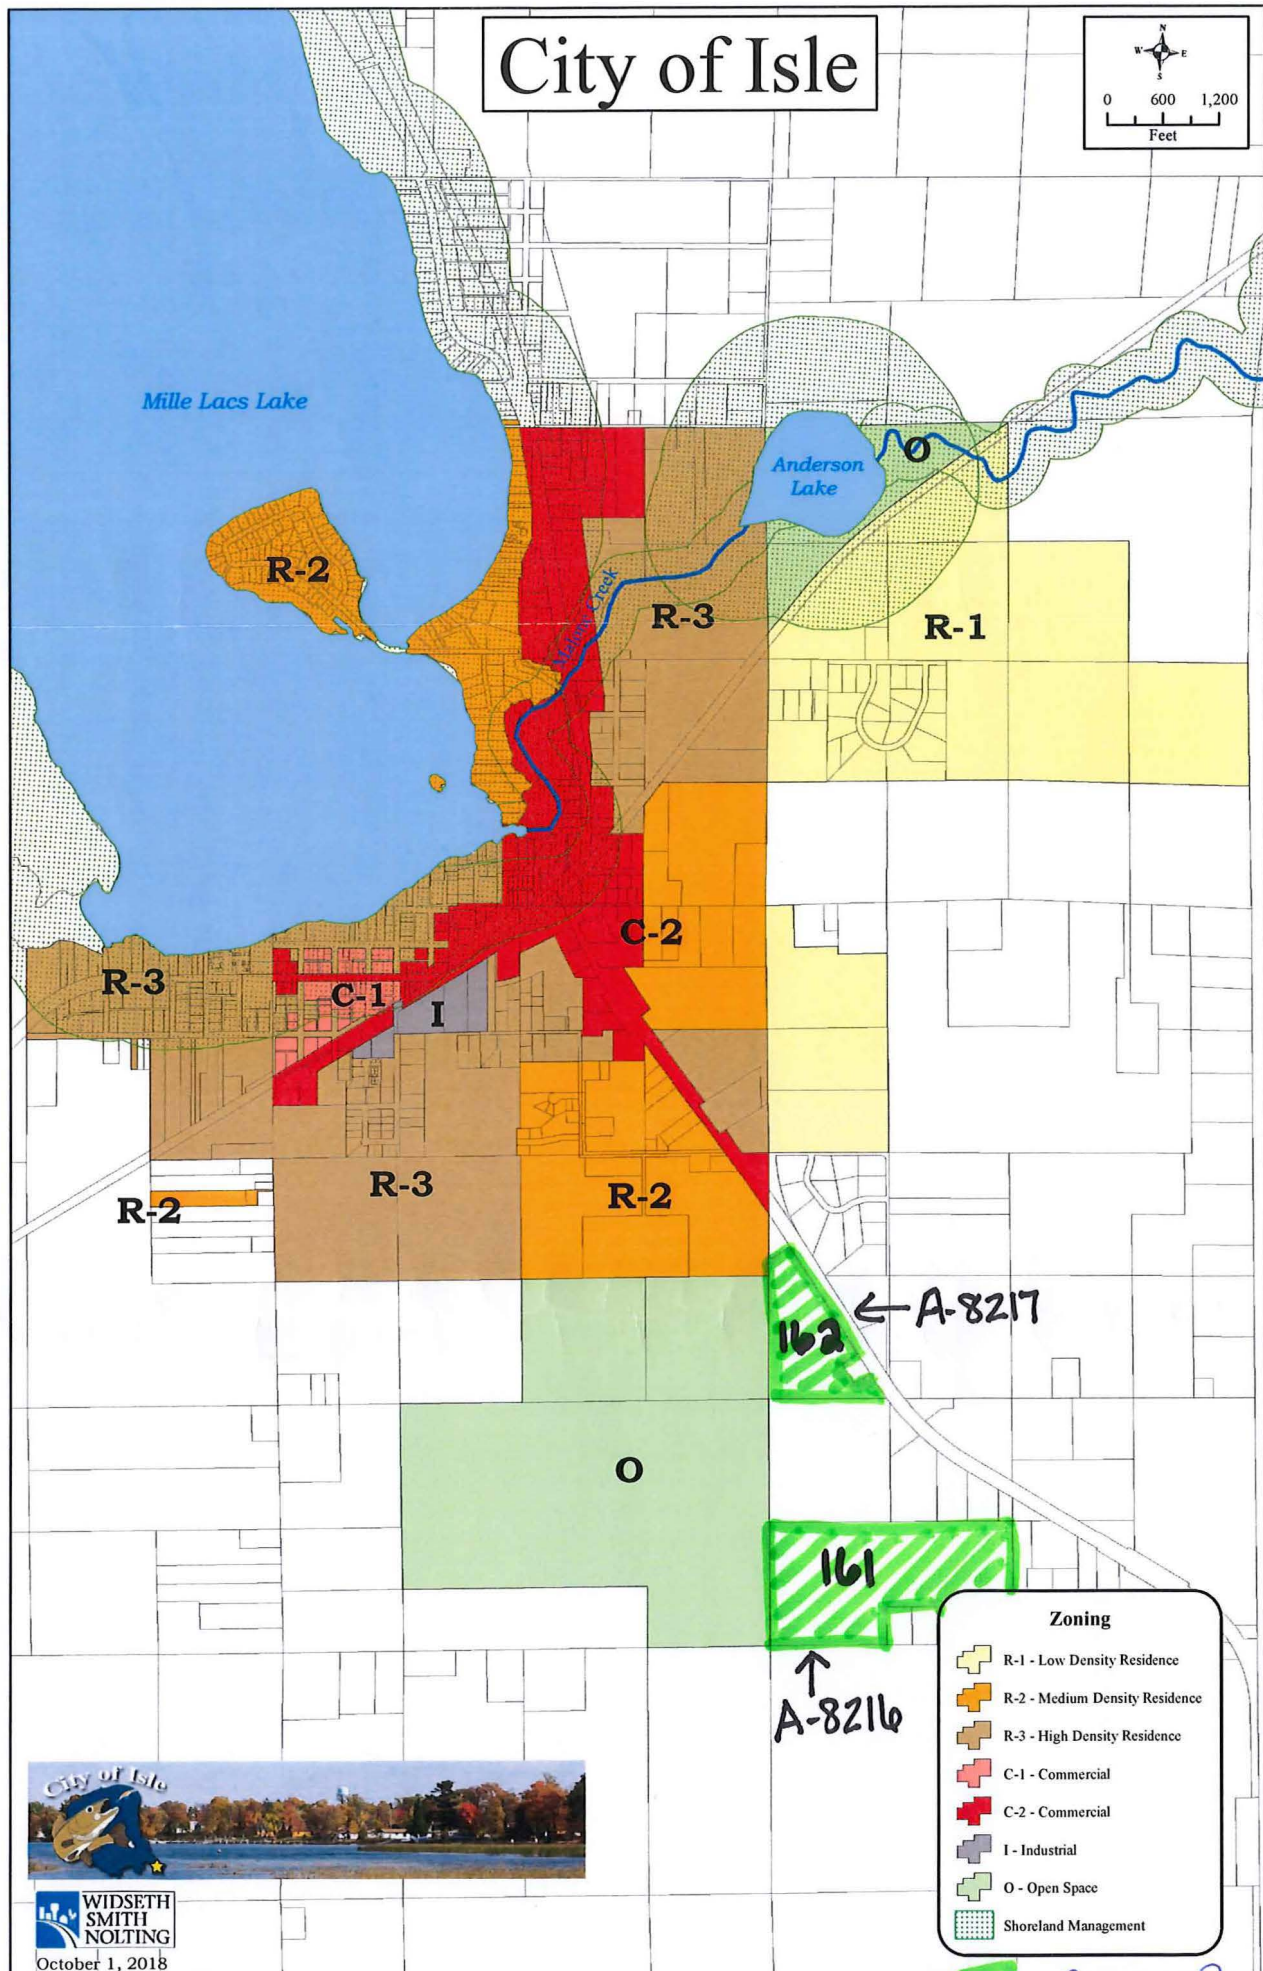 City of Isle
N
W E
S
0 600 1,200
Feet
Mille Lacs Lake
Anderson
Lake
O
R-2
Malone Creek
R-3
R-1
C-2
R-3
C-1
I
R-3
R-2
R-2
A-8217
162
O
161
A-8216
Zoning
R-1 - Low Density Residence
R-2 - Medium Density Residence
R-3 - High Density Residence
C-1 - Commercial
C-2 - Commercial
I - Industrial
O - Open Space
Shoreland Management
City of Isle
WIDSETH
SMITH
NOLTING
October 1, 2018